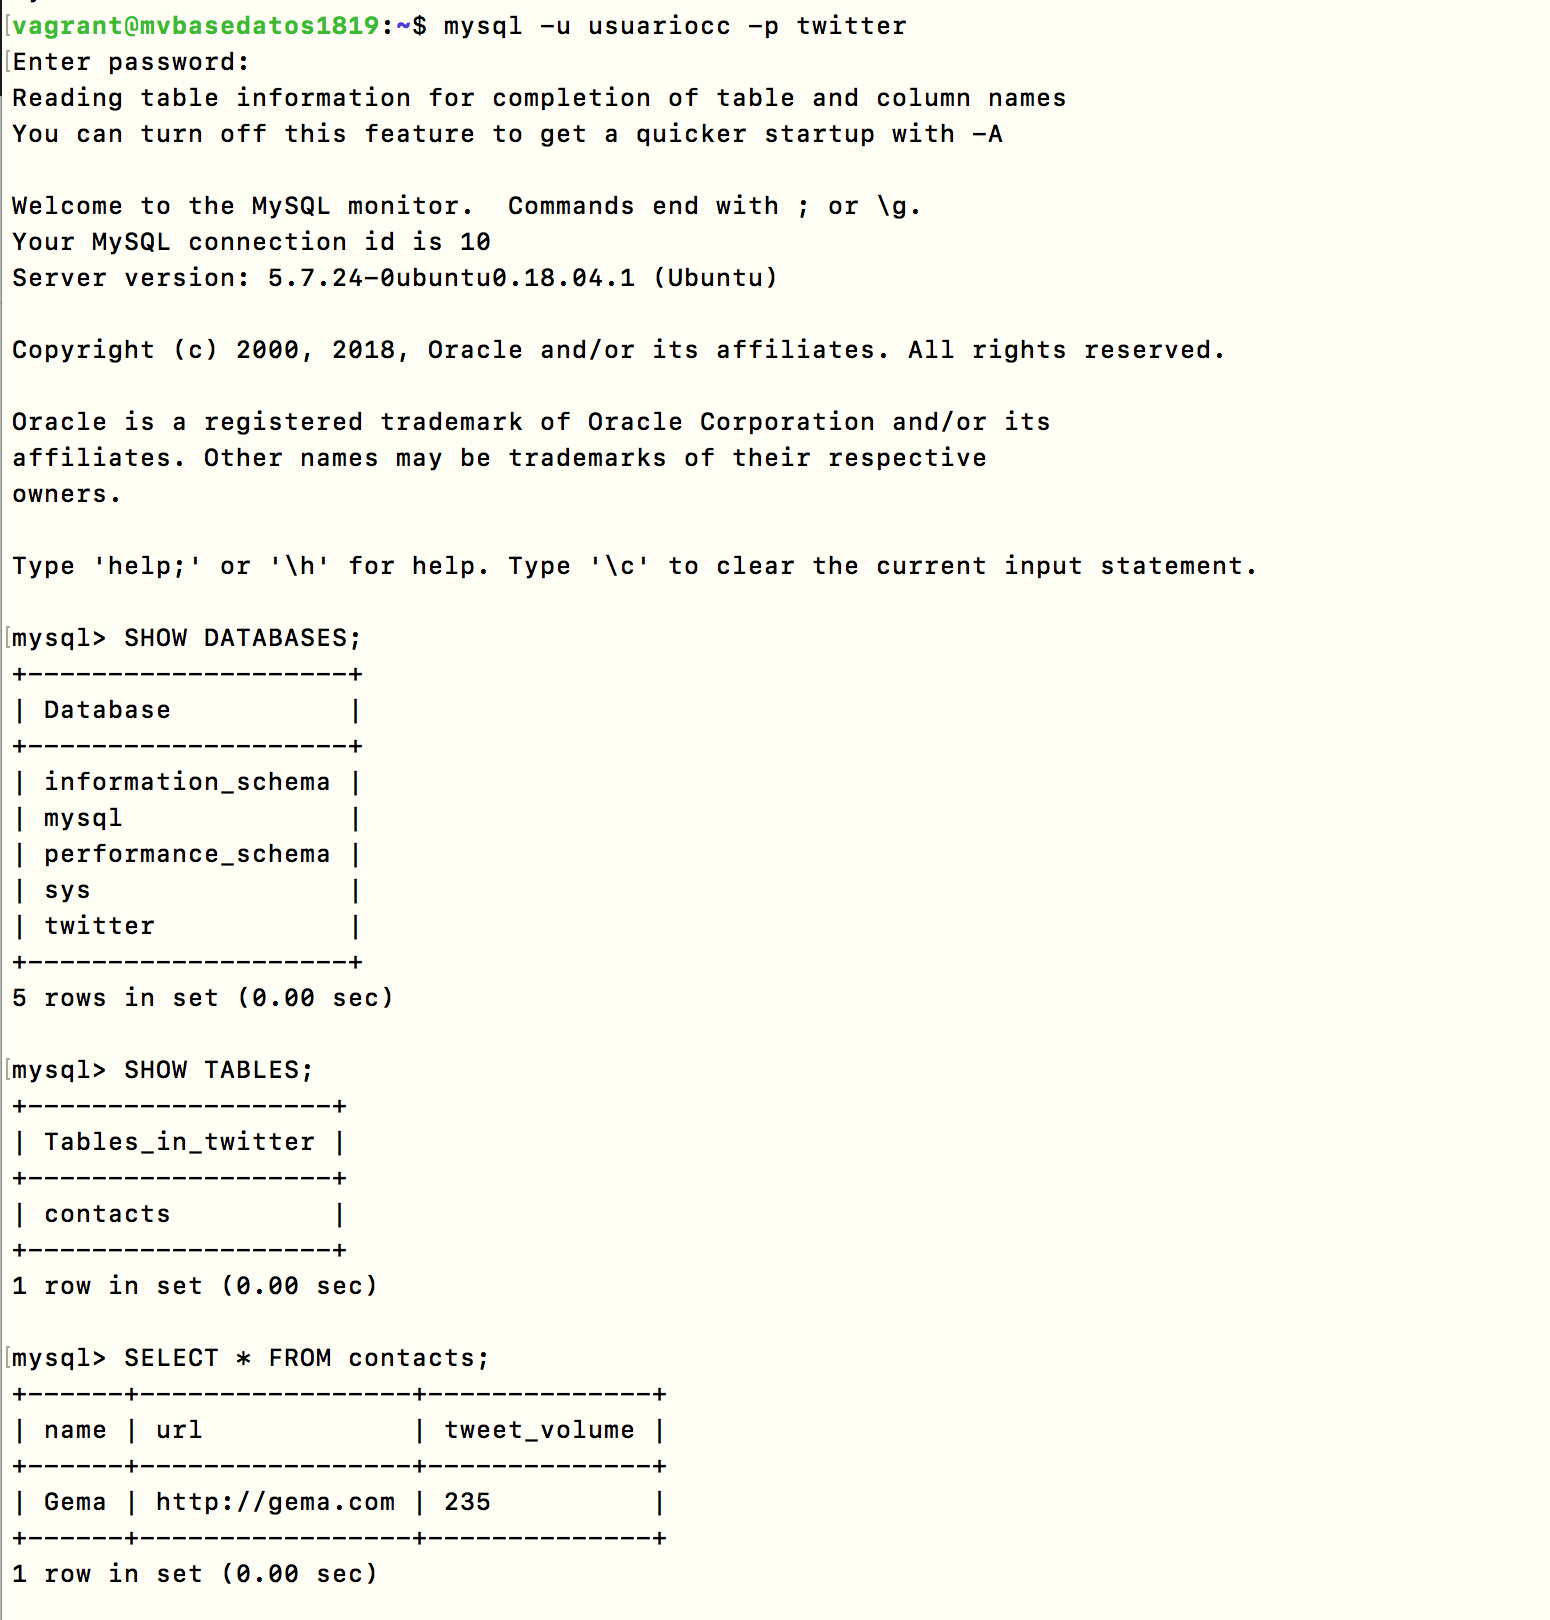 vagrant@mvbasedatos1819:~$ mysql -u usuariocc -p twitter
Enter password:
Reading table information for completion of table and column names
You can turn off this feature to get a quicker startup with -A

Welcome to the MySQL monitor.  Commands end with ; or \g.
Your MySQL connection id is 10
Server version: 5.7.24-0ubuntu0.18.04.1 (Ubuntu)

Copyright (c) 2000, 2018, Oracle and/or its affiliates. All rights reserved.

Oracle is a registered trademark of Oracle Corporation and/or its
affiliates. Other names may be trademarks of their respective
owners.

Type 'help;' or '\h' for help. Type '\c' to clear the current input statement.

mysql> SHOW DATABASES;
+--------------------+
| Database           |
+--------------------+
| information_schema |
| mysql              |
| performance_schema |
| sys                |
| twitter            |
+--------------------+
5 rows in set (0.00 sec)

mysql> SHOW TABLES;
+-------------------+
| Tables_in_twitter |
+-------------------+
| contacts          |
+-------------------+
1 row in set (0.00 sec)

mysql> SELECT * FROM contacts;
+------+-----------------+--------------+
| name | url             | tweet_volume |
+------+-----------------+--------------+
| Gema | http://gema.com | 235          |
+------+-----------------+--------------+
1 row in set (0.00 sec)